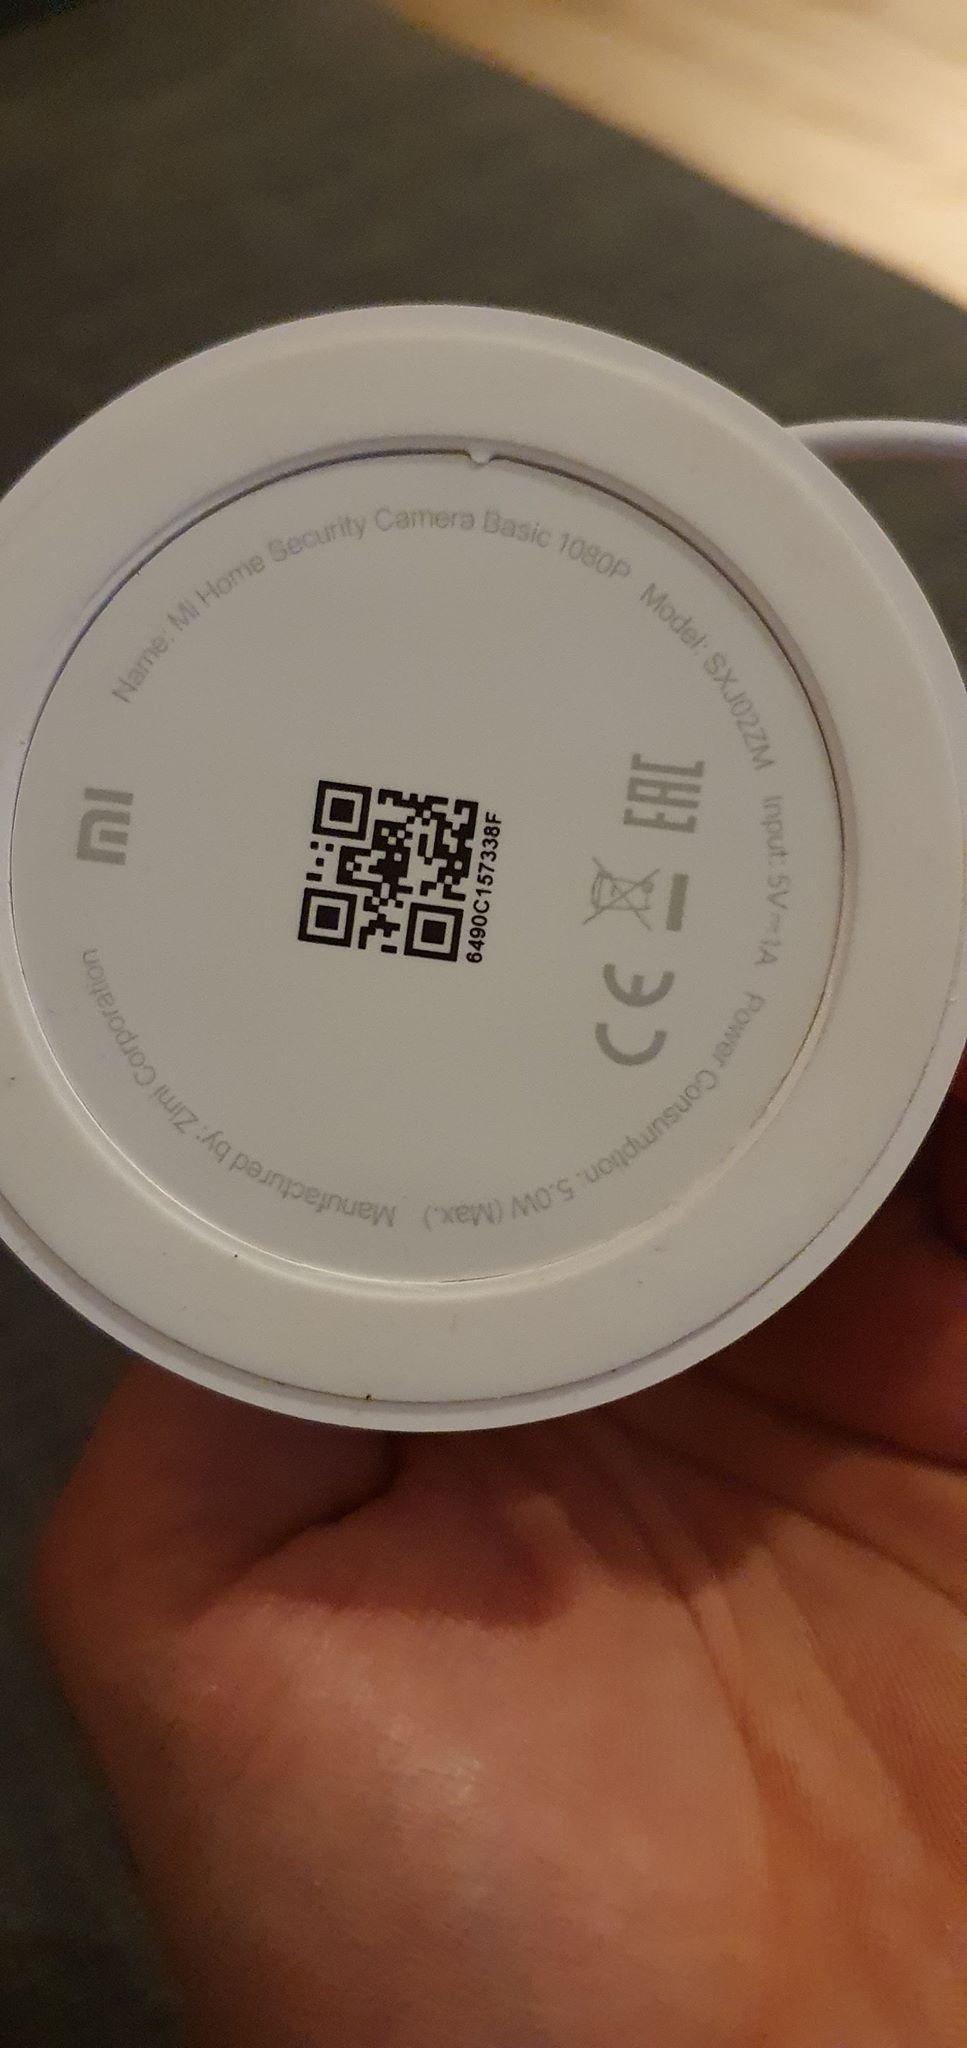 Name: Mi Home Security Camera Basic 1080P
Model: SXJ02ZM
Input: 5V⎓1A
Power Consumption: 5.0W (Max.)
Manufactured by: Zimi Corporation
mi
6490C157338F
EAC
CE